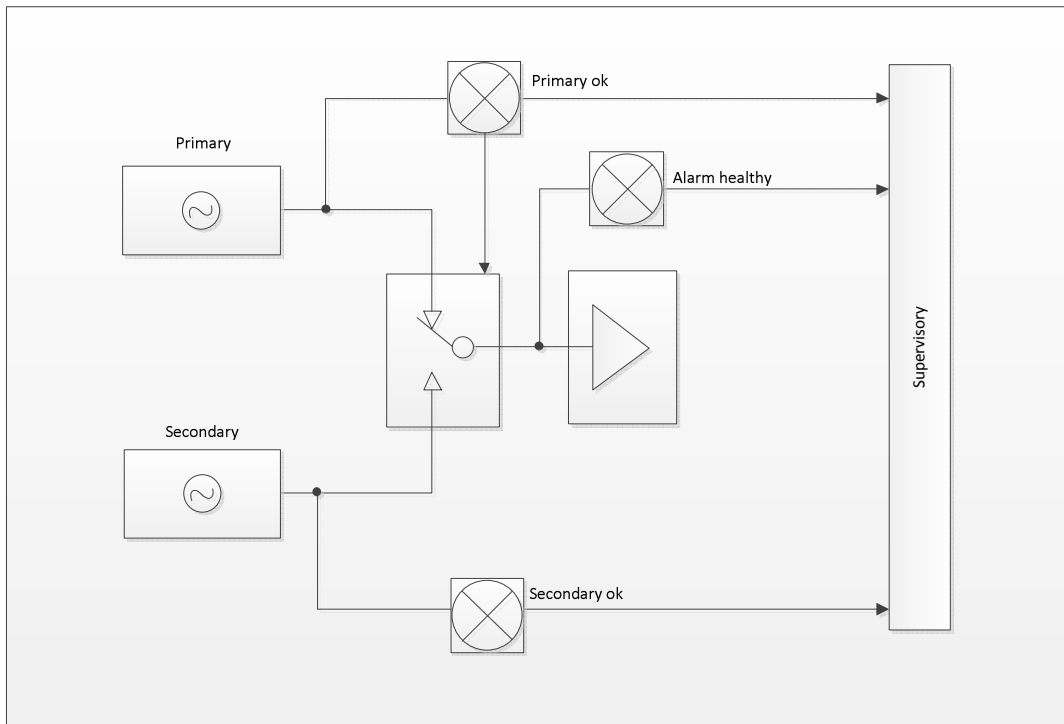 Primary ok
Primary
Alarm healthy
Supervisory
Secondary
Secondary ok